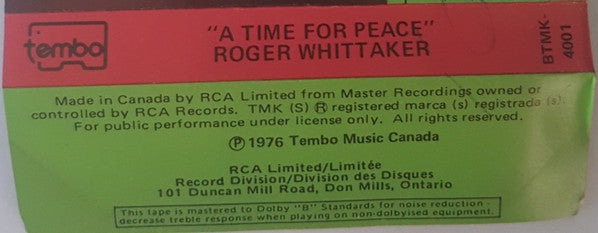 tembo
"A TIME FOR PEACE"
ROGER WHITTAKER
BTMK-
4001
Made in Canada by RCA Limited from Master Recordings owned or
controlled by RCA Records. TMK (S) ® registered marca (s) registrada (s).
For public performance under license only. All rights reserved.
℗ 1976 Tembo Music Canada
RCA Limited/Limitée
Record Division/Division des Disques
101 Duncan Mill Road, Don Mills, Ontario
This tape is mastered to Dolby "B" Standards for noise reduction -
decrease treble response when playing on non-dolbyised equipment.